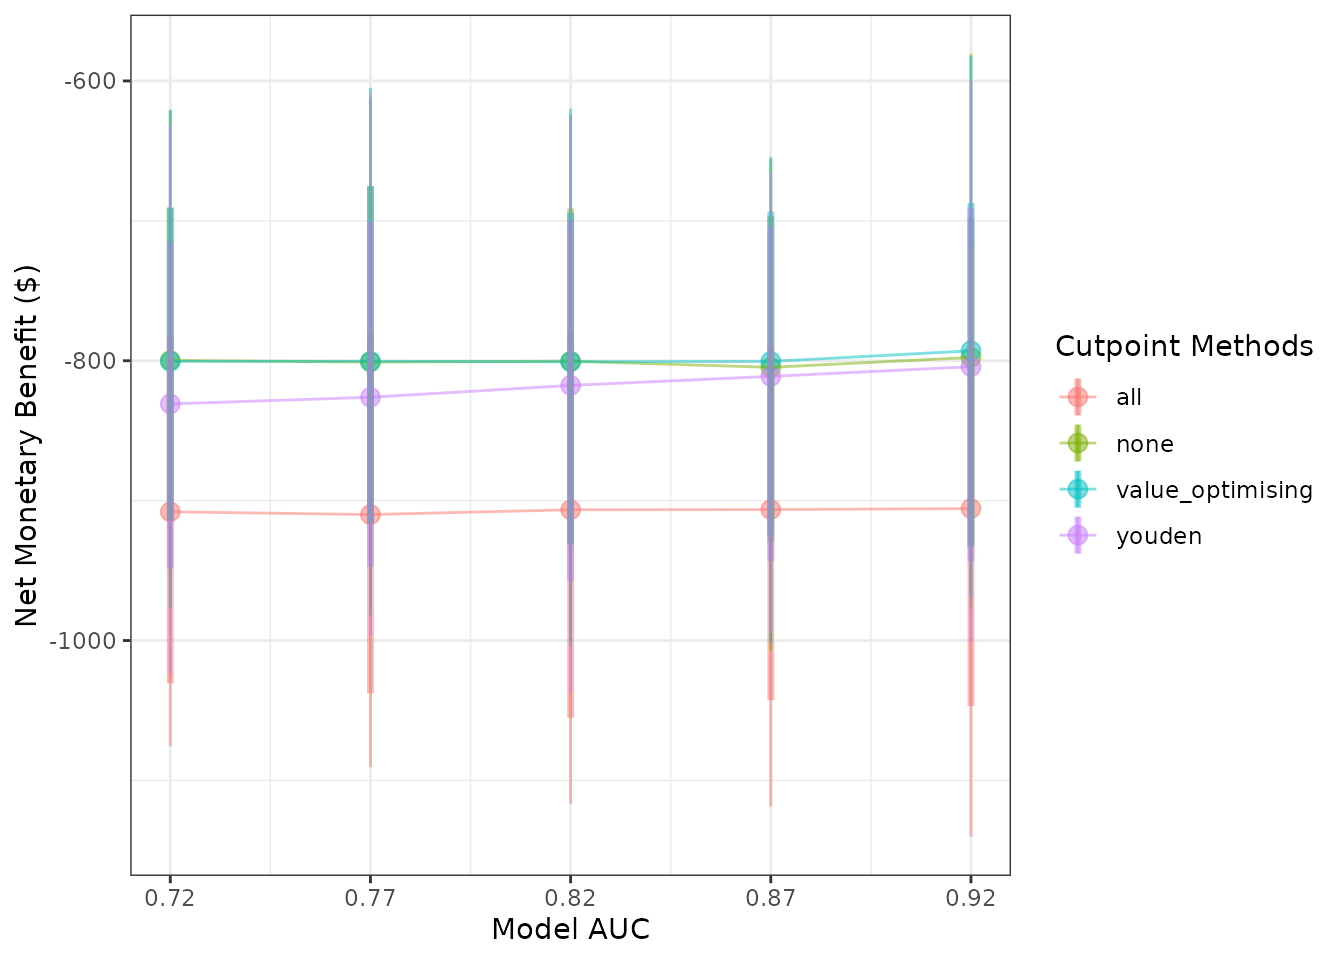 Net Monetary Benefit ($)
-600
-800
-1000
0.72 0.77 0.82 0.87 0.92
Model AUC
Cutpoint Methods
all
none
value_optimising
youden